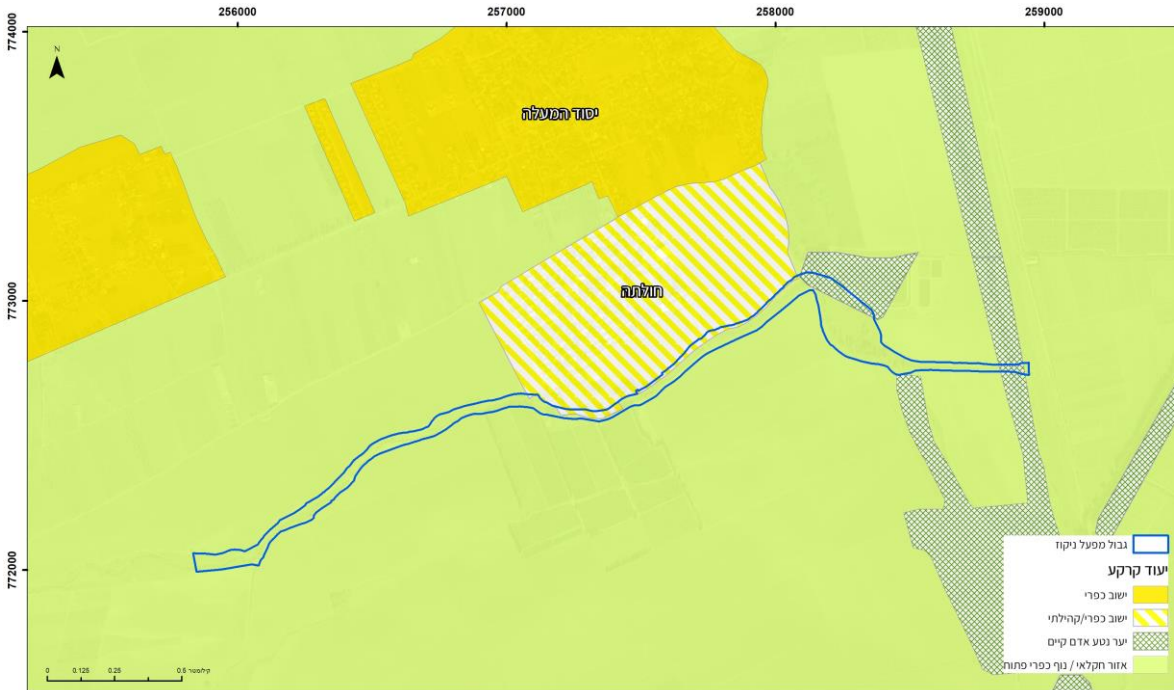 256000 257000 258000 259000
774000
N
יסוד המעלה
חולתה
773000
772000
גבול מפעל ניקוז
יעוד קרקע
ישוב כפרי
ישוב כפרי/קהילתי
יער נטע אדם קיים
אזור חקלאי / נוף כפרי פתוח
0 0.125 0.25 0.5 קילומטר